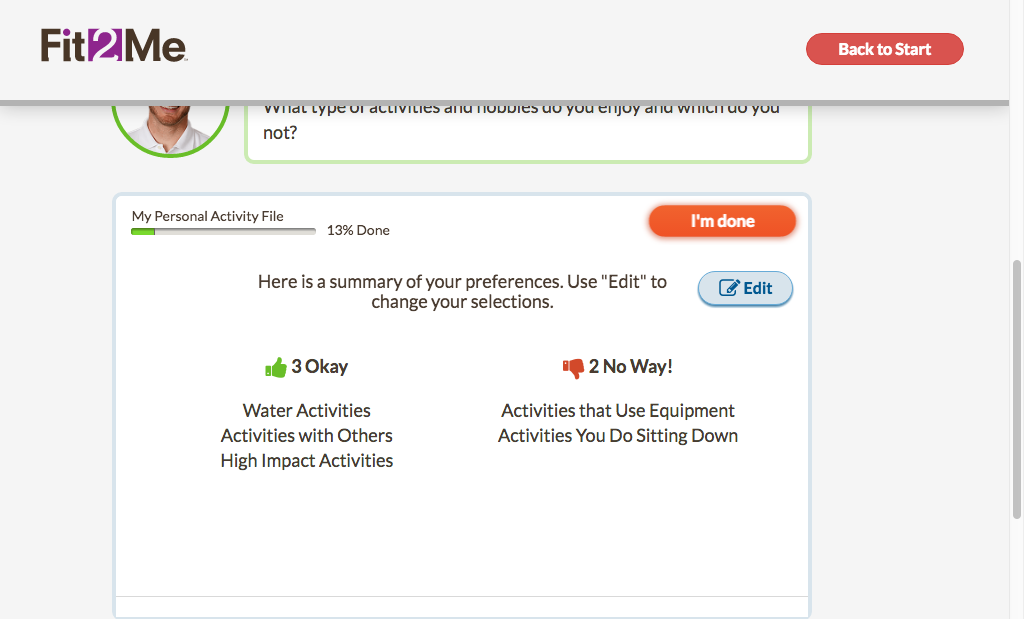 Fit2Me
Back to Start
What type of activities and hobbies do you enjoy and which do you
not?
My Personal Activity File
13% Done
I'm done
Here is a summary of your preferences. Use "Edit" to
change your selections.
Edit
3 Okay
Water Activities
Activities with Others
High Impact Activities
2 No Way!
Activities that Use Equipment
Activities You Do Sitting Down